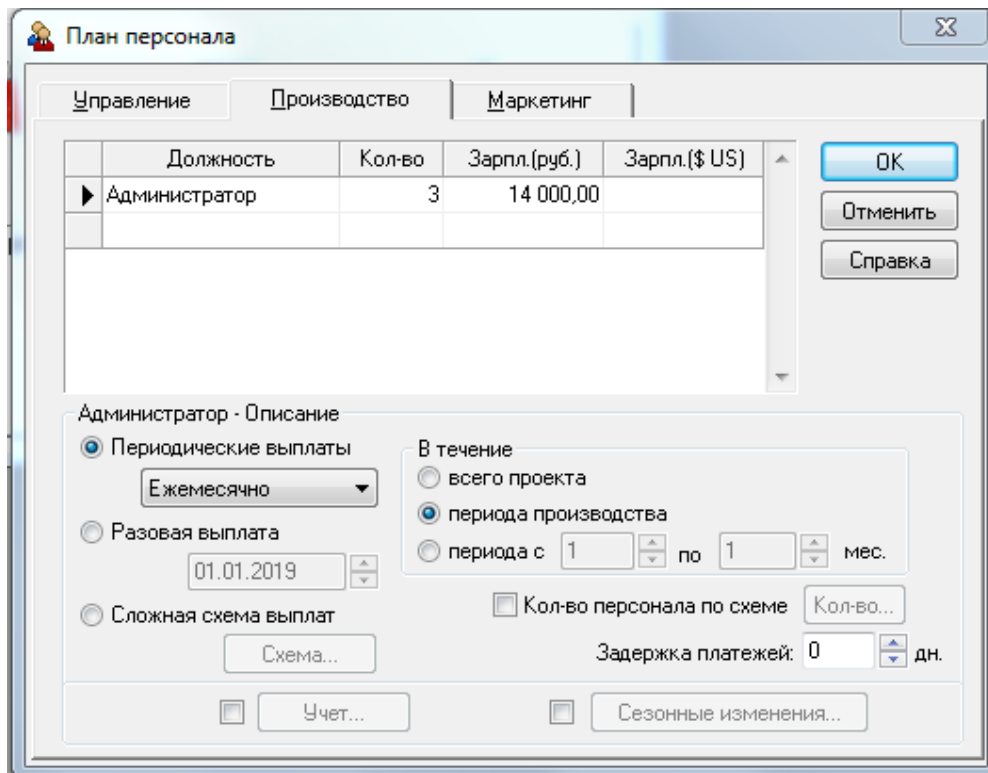 План персонала
Управление Производство Маркетинг
Должность Кол-во Зарпл.(руб.) Зарпл.($ US)
Администратор 3 14 000,00
OK
Отменить
Справка
Администратор - Описание
Периодические выплаты
Ежемесячно
Разовая выплата
01.01.2019
Сложная схема выплат
Схема...
В течение
всего проекта
периода производства
периода с 1 по 1 мес.
Кол-во персонала по схеме Кол-во...
Задержка платежей: 0 дн.
Учет... Сезонные изменения...